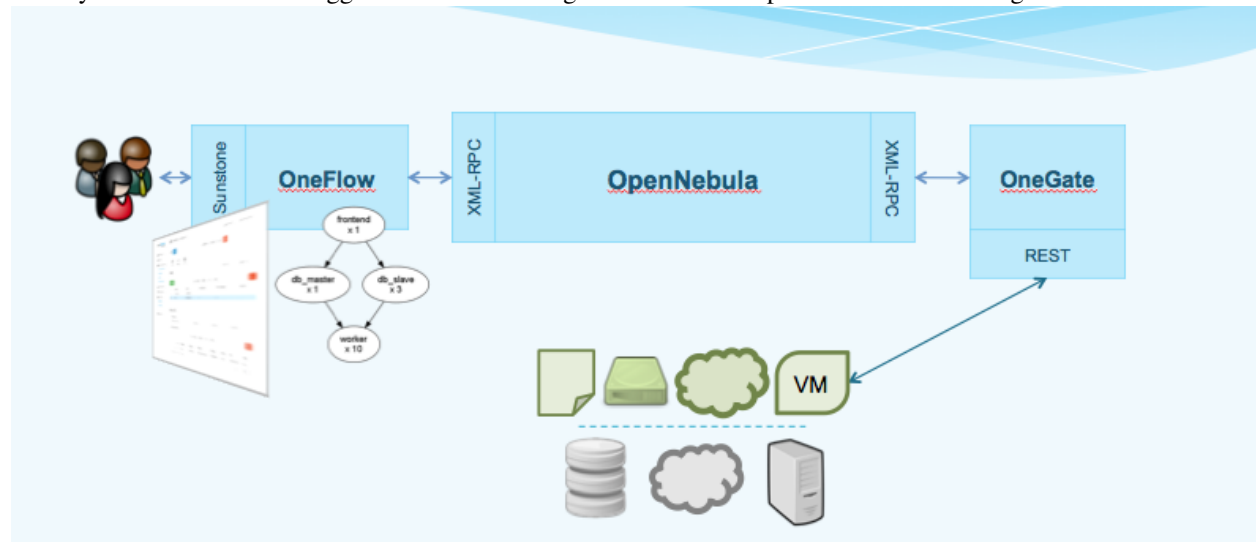 Sunstone
OneFlow
XML-RPC
OpenNebula
XML-RPC
OneGate
REST
frontend
x 1
db_master
x 1
db_slave
x 3
worker
x 10
VM